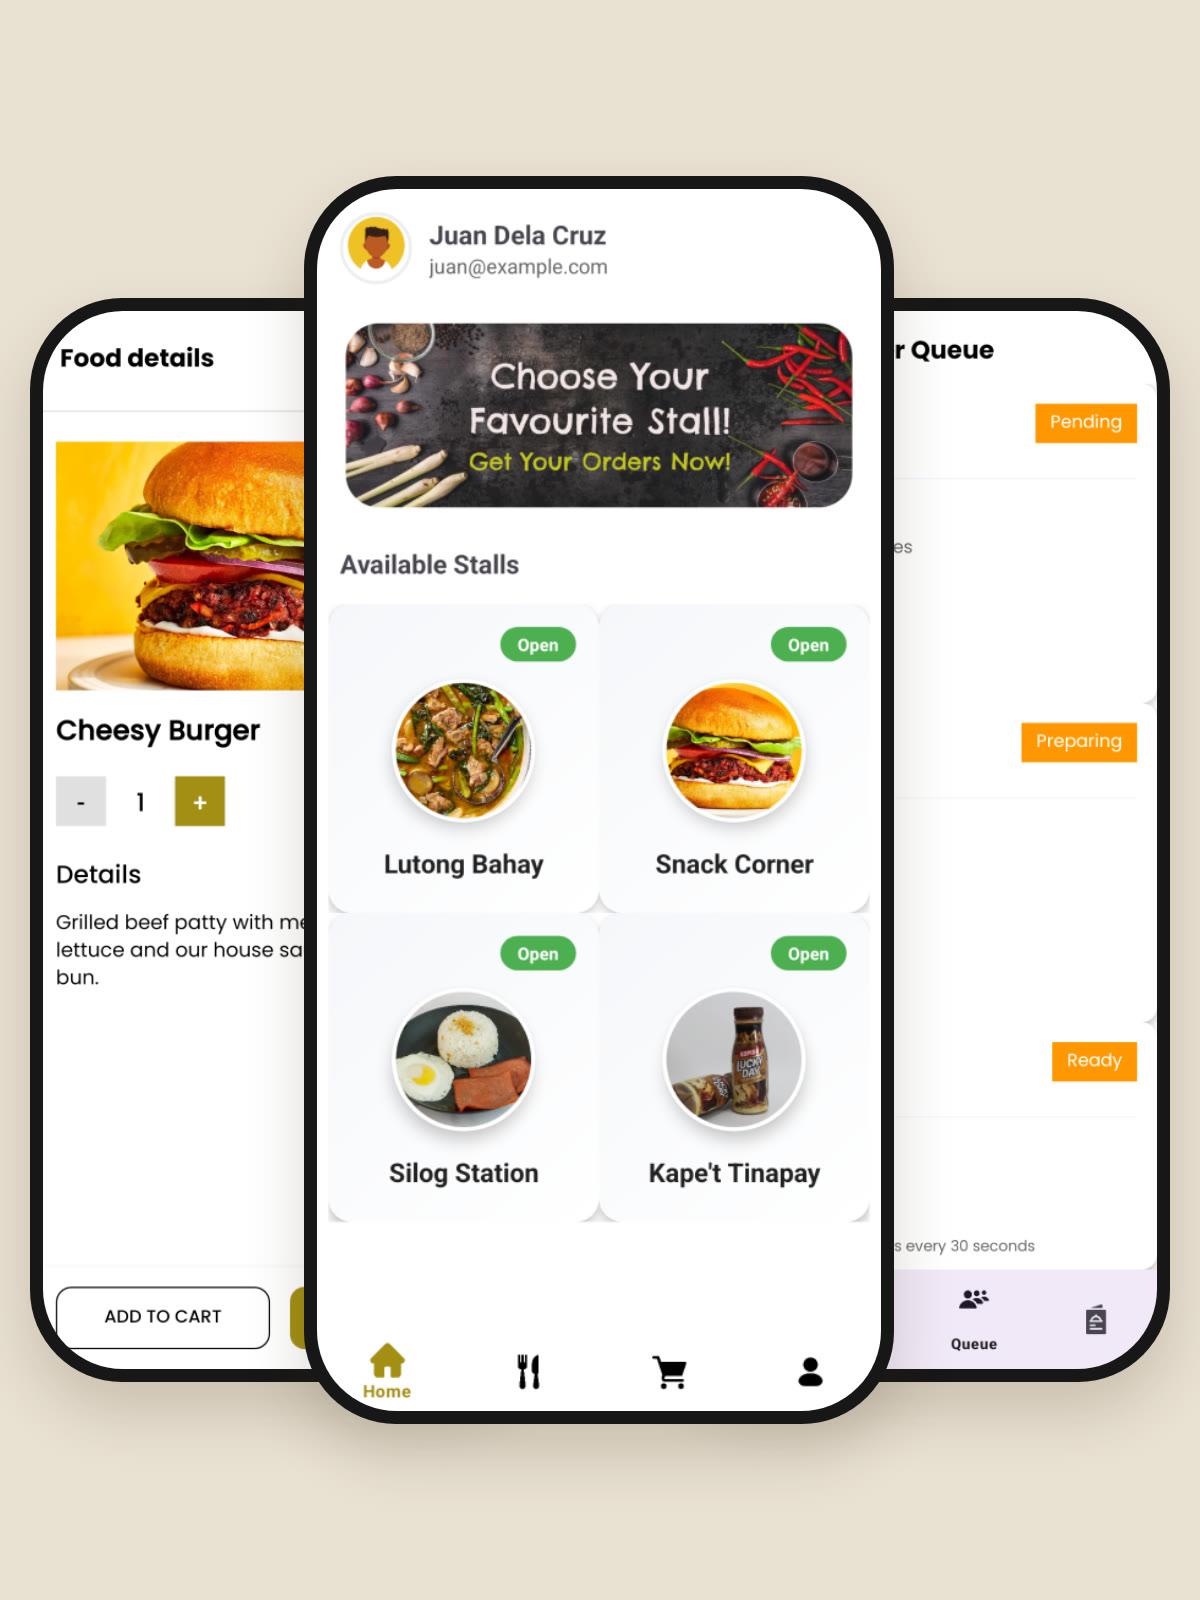 Food details
Cheesy Burger
- 1 +
Details
Grilled beef patty with
lettuce and our house
bun.
ADD TO CART
Juan Dela Cruz
juan@example.com
Choose Your
Favourite Stall!
Get Your Orders Now!
Available Stalls
Open
Open
Lutong Bahay
Snack Corner
Open
Open
LUCKY
DAY
Silog Station
Kape't Tinapay
Home
r Queue
Pending
es
Preparing
Ready
s every 30 seconds
Queue